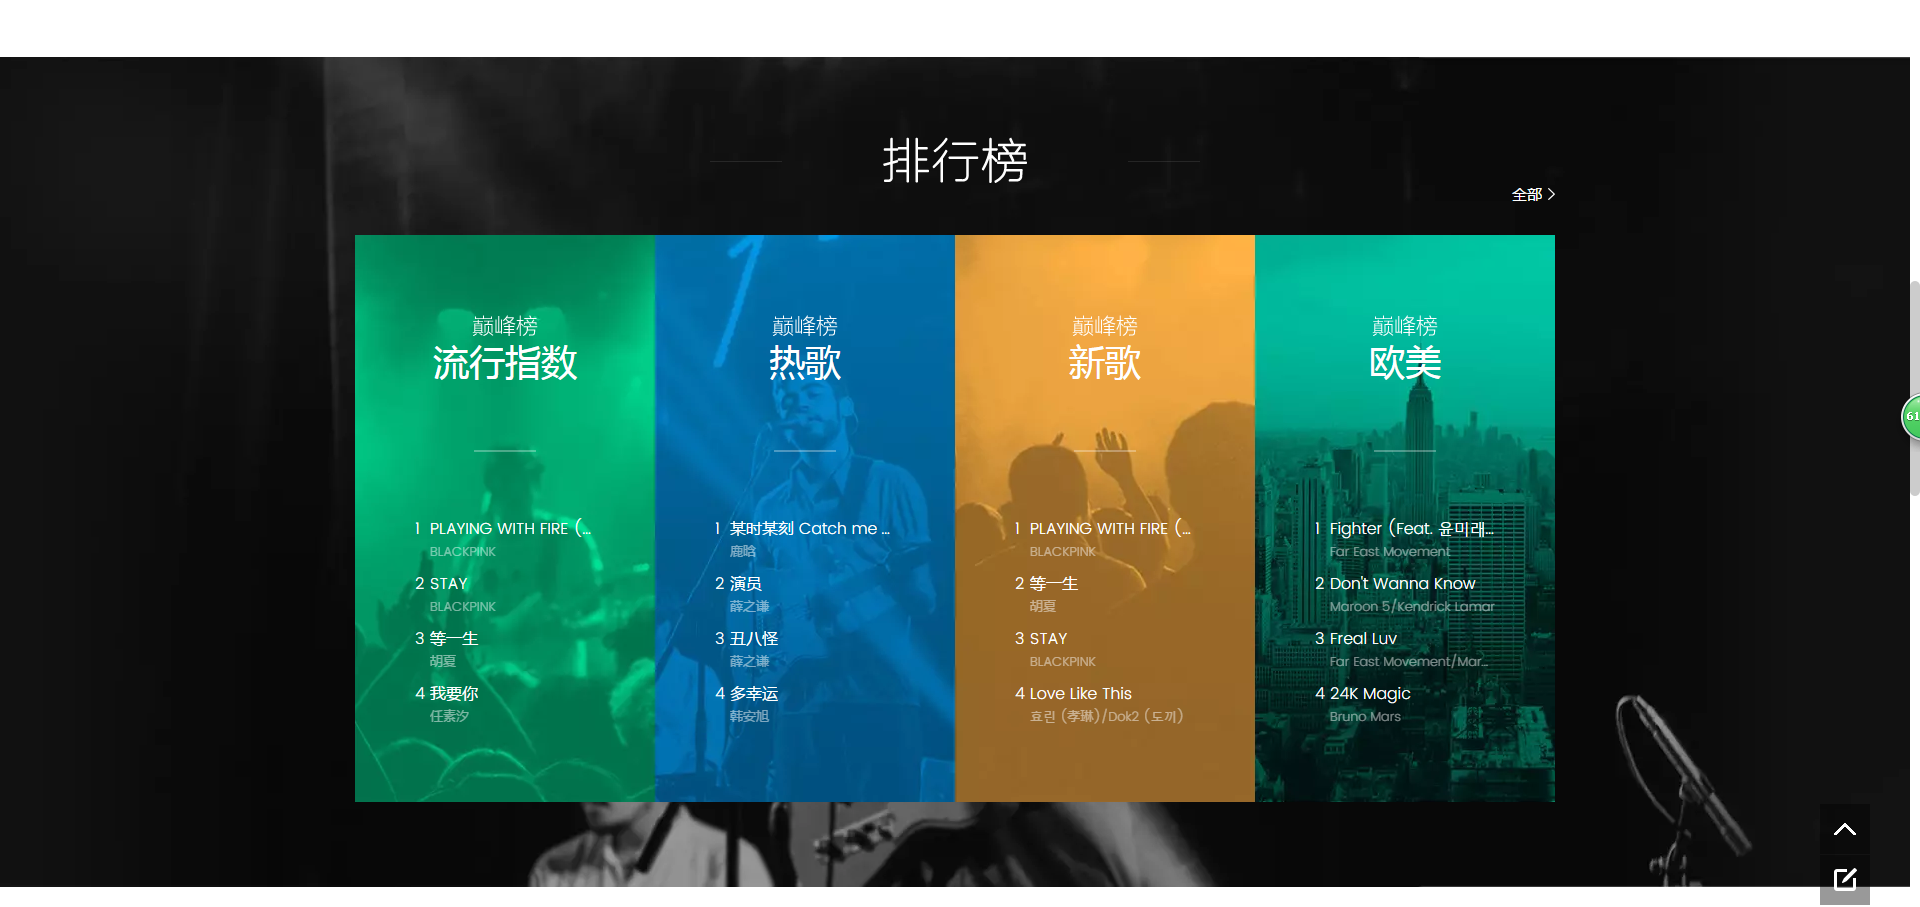 排行榜
全部
巅峰榜
流行指数
1 PLAYING WITH FIRE (...
BLACKPINK
2 STAY
BLACKPINK
3 等一生
胡夏
4 我要你
任素汐
巅峰榜
热歌
1 某时某刻 Catch me ...
鹿晗
2 演员
薛之谦
3 丑八怪
薛之谦
4 多幸运
韩安旭
巅峰榜
新歌
1 PLAYING WITH FIRE (...
BLACKPINK
2 等一生
胡夏
3 STAY
BLACKPINK
4 Love Like This
효린 (孝琳)/Dok2 (도끼)
巅峰榜
欧美
1 Fighter (Feat. 윤미래...
Far East Movement
2 Don't Wanna Know
Maroon 5/Kendrick Lamar
3 Freal Luv
Far East Movement/Mar...
4 24K Magic
Bruno Mars
61